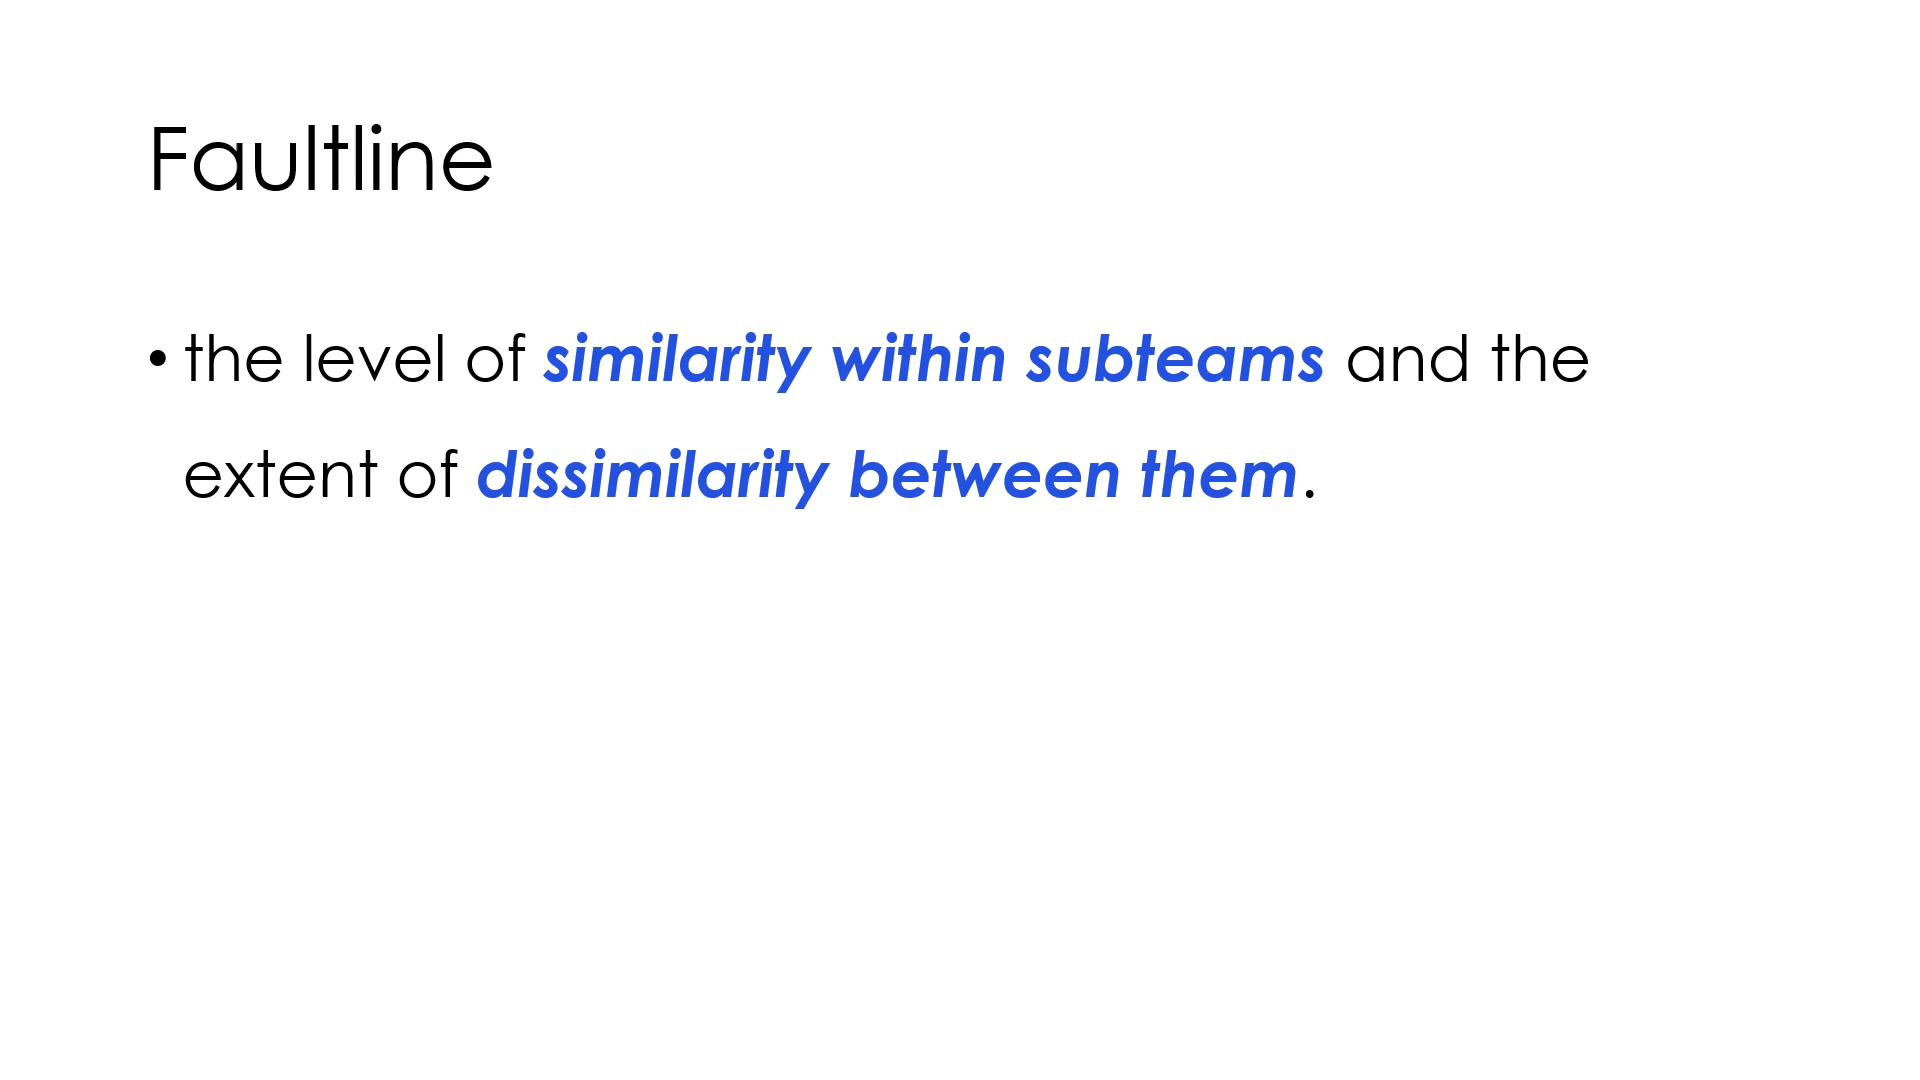 Faultline
• the level of similarity within subteams and the
extent of dissimilarity between them.